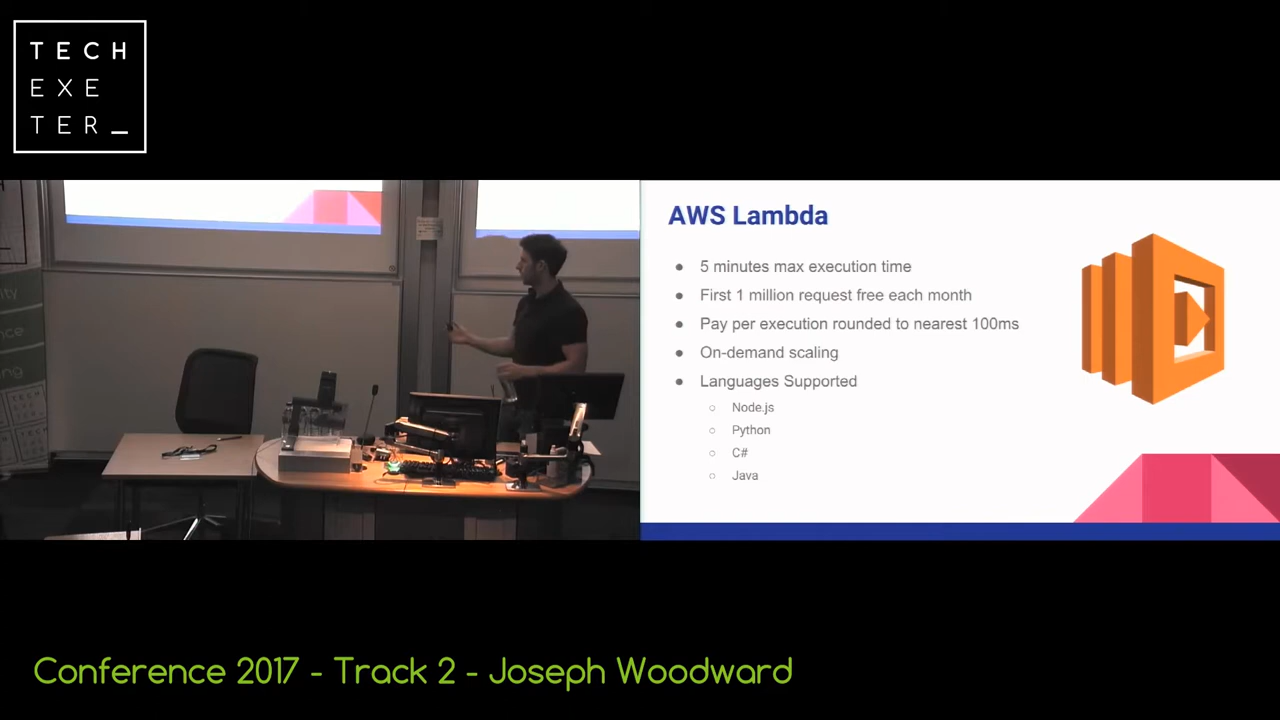 TECH
EXE
TER_
AWS Lambda
● 5 minutes max execution time
● First 1 million request free each month
● Pay per execution rounded to nearest 100ms
● On-demand scaling
● Languages Supported
○ Node.js
○ Python
○ C#
○ Java
Conference 2017 - Track 2 - Joseph Woodward